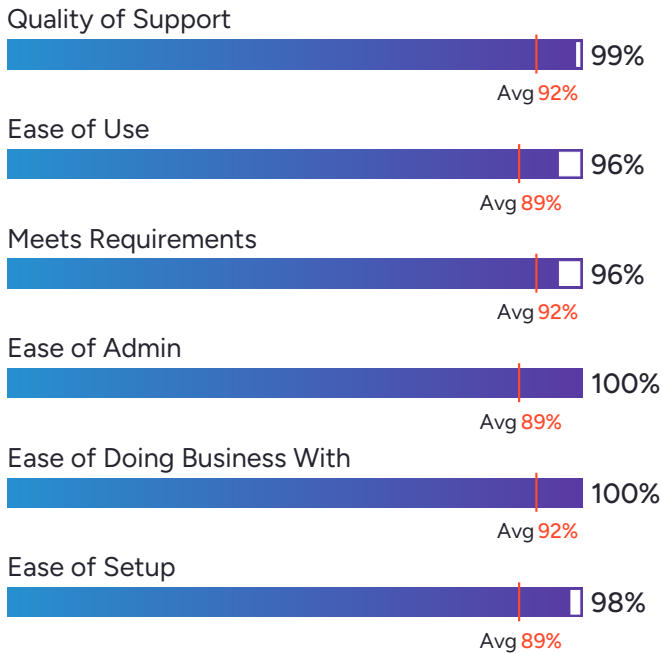 Quality of Support
99%
Avg 92%
Ease of Use
96%
Avg 89%
Meets Requirements
96%
Avg 92%
Ease of Admin
100%
Avg 89%
Ease of Doing Business With
100%
Avg 92%
Ease of Setup
98%
Avg 89%